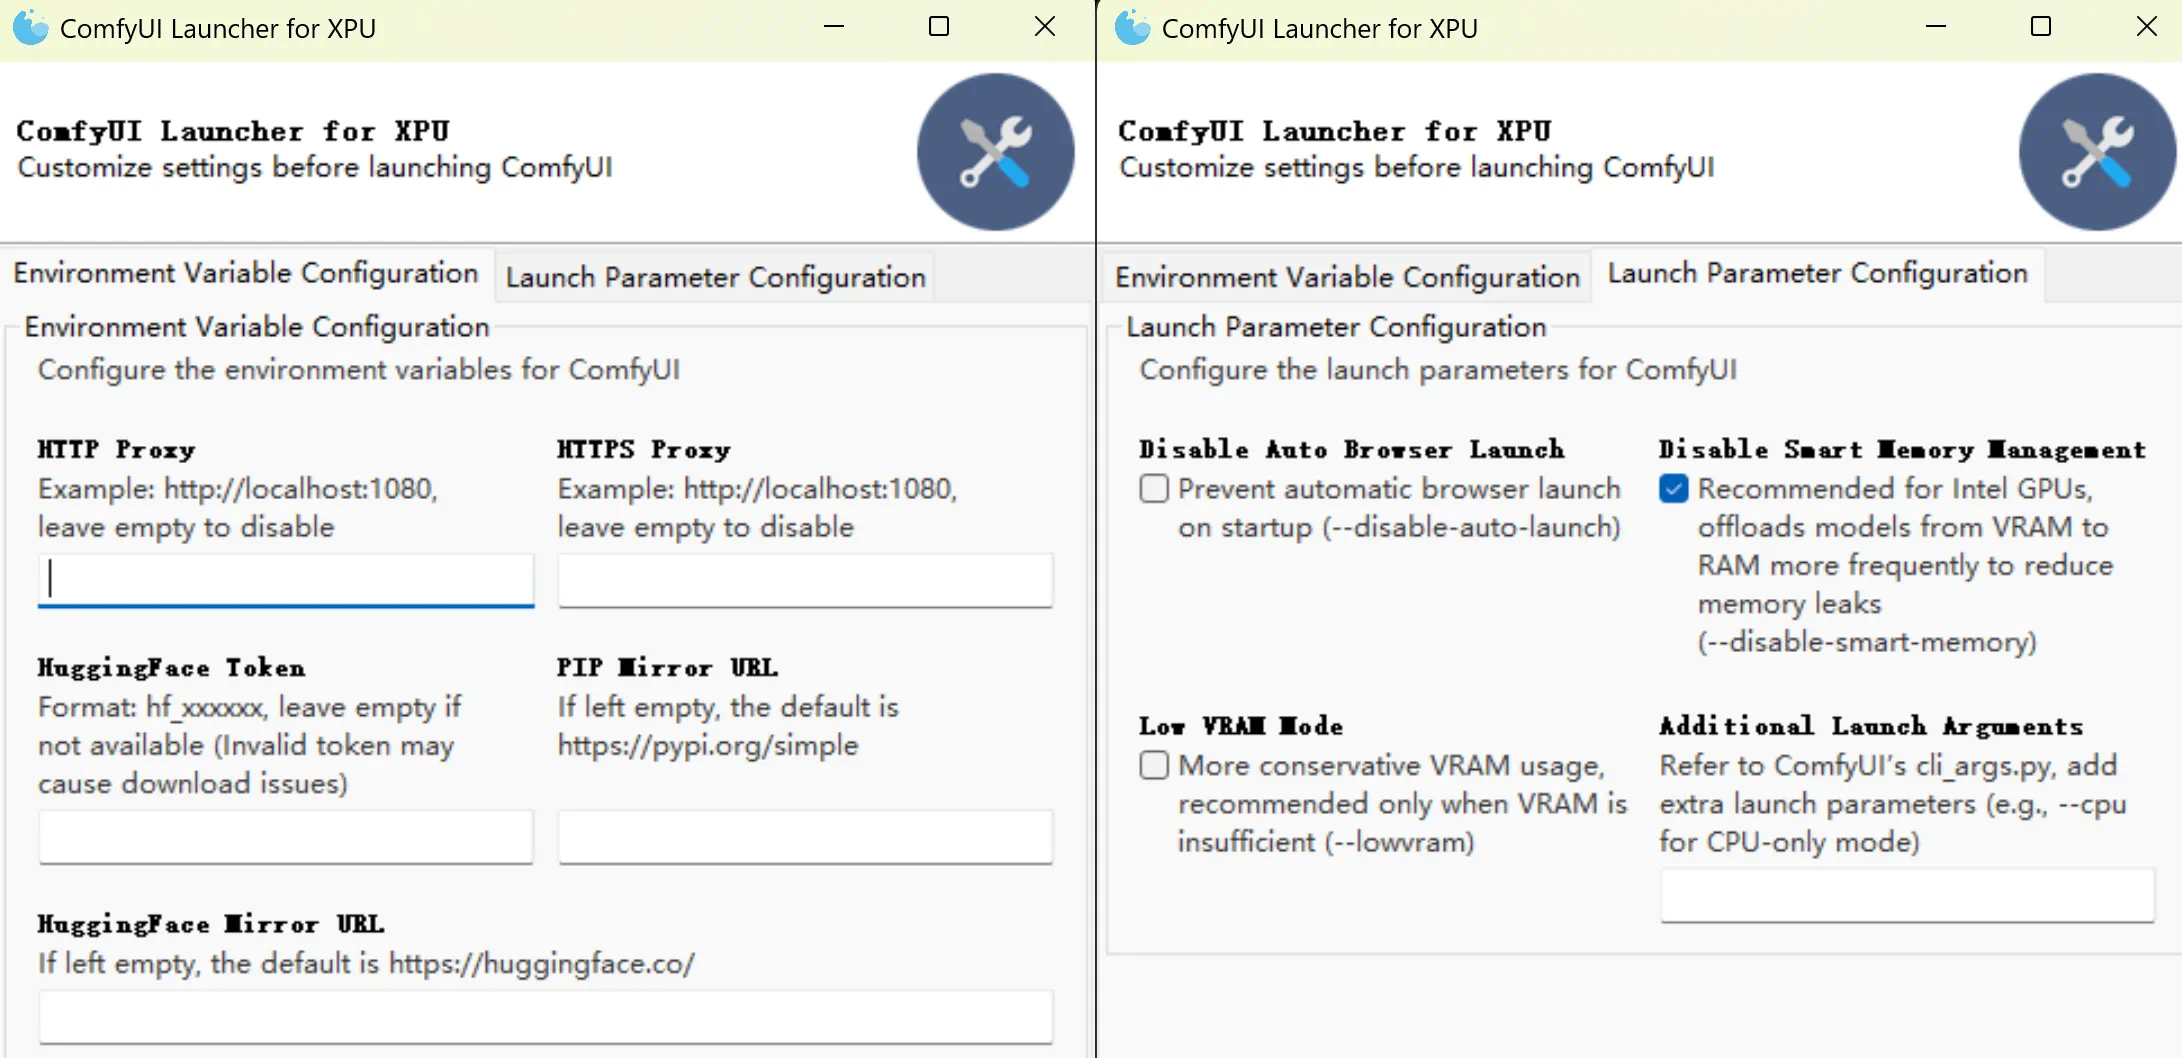 ComfyUI Launcher for XPU
ComfyUI Launcher for XPU
Customize settings before launching ComfyUI
Environment Variable Configuration
Launch Parameter Configuration
Environment Variable Configuration
Configure the environment variables for ComfyUI
HTTP Proxy
Example: http://localhost:1080,
leave empty to disable
HTTPS Proxy
Example: http://localhost:1080,
leave empty to disable
HuggingFace Token
Format: hf_xxxxxx, leave empty if
not available (Invalid token may
cause download issues)
PIP Mirror URL
If left empty, the default is
https://pypi.org/simple
HuggingFace Mirror URL
If left empty, the default is https://huggingface.co/
ComfyUI Launcher for XPU
ComfyUI Launcher for XPU
Customize settings before launching ComfyUI
Environment Variable Configuration
Launch Parameter Configuration
Launch Parameter Configuration
Configure the launch parameters for ComfyUI
Disable Auto Browser Launch
Prevent automatic browser launch
on startup (--disable-auto-launch)
Disable Smart Memory Management
Recommended for Intel GPUs,
offloads models from VRAM to
RAM more frequently to reduce
memory leaks
(--disable-smart-memory)
Low VRAM Mode
More conservative VRAM usage,
recommended only when VRAM is
insufficient (--lowvram)
Additional Launch Arguments
Refer to ComfyUI's cli_args.py, add
extra launch parameters (e.g., --cpu
for CPU-only mode)